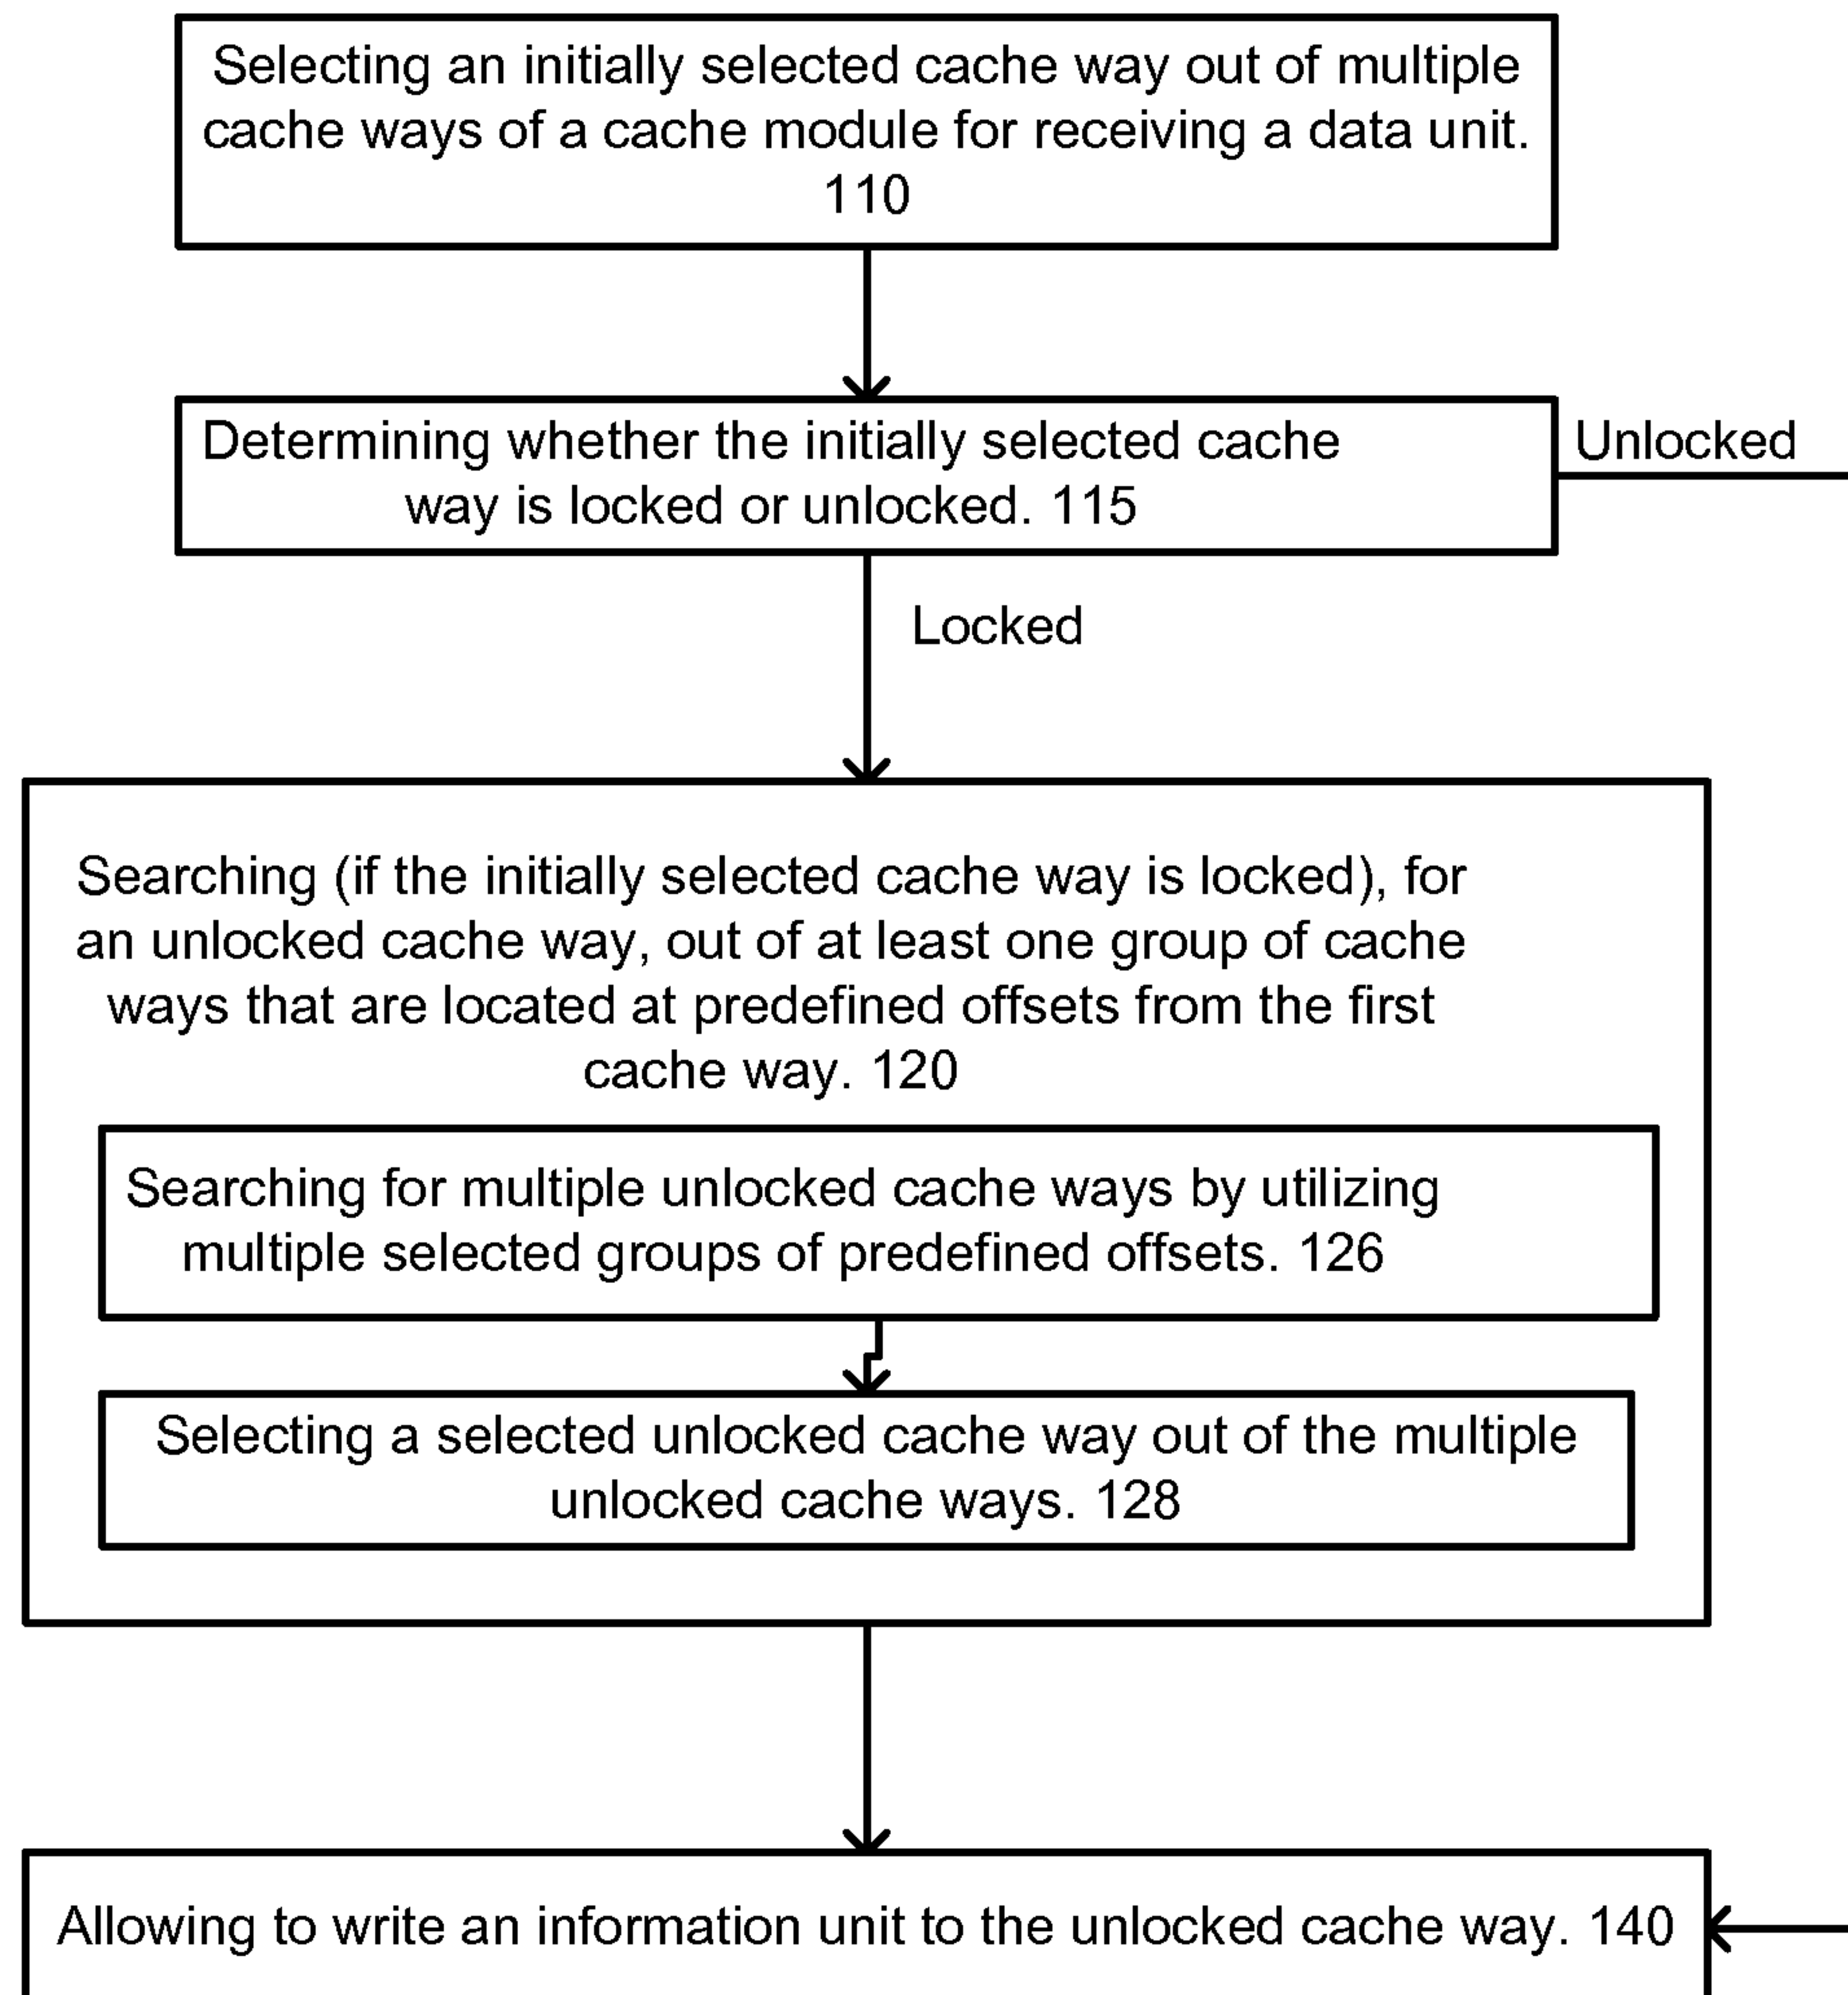 Selecting an initially selected cache way out of multiple
cache ways of a cache module for receiving a data unit.
110
Determining whether the initially selected cache
way is locked or unlocked. 115
Unlocked
Locked
Searching (if the initially selected cache way is locked), for
an unlocked cache way, out of at least one group of cache
ways that are located at predefined offsets from the first
cache way. 120
Searching for multiple unlocked cache ways by utilizing
multiple selected groups of predefined offsets. 126
Selecting a selected unlocked cache way out of the multiple
unlocked cache ways. 128
Allowing to write an information unit to the unlocked cache way. 140